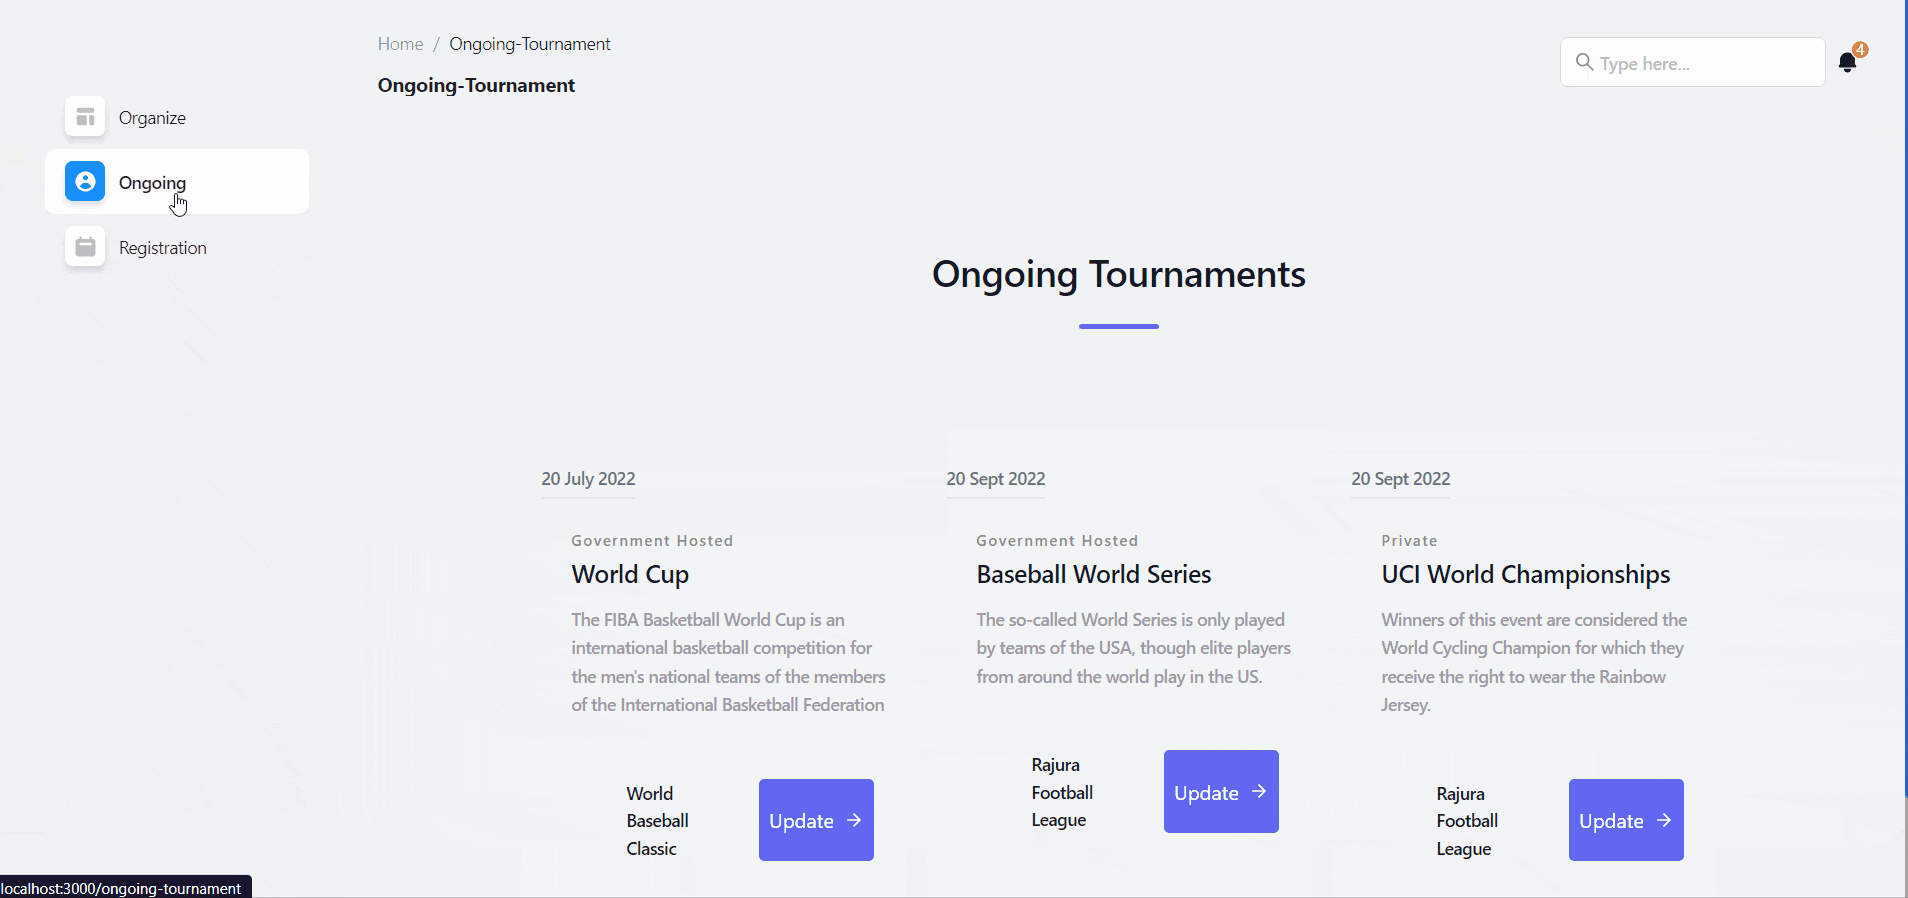 Home / Ongoing-Tournament
Ongoing-Tournament
Type here...
4
Organize
Ongoing
Registration
Ongoing Tournaments
20 July 2022
Government Hosted
World Cup
The FIBA Basketball World Cup is an
international basketball competition for
the men's national teams of the members
of the International Basketball Federation
World
Baseball
Classic
Update
20 Sept 2022
Government Hosted
Baseball World Series
The so-called World Series is only played
by teams of the USA, though elite players
from around the world play in the US.
Rajura
Football
League
Update
20 Sept 2022
Private
UCI World Championships
Winners of this event are considered the
World Cycling Champion for which they
receive the right to wear the Rainbow
Jersey.
Rajura
Football
League
Update
localhost:3000/ongoing-tournament